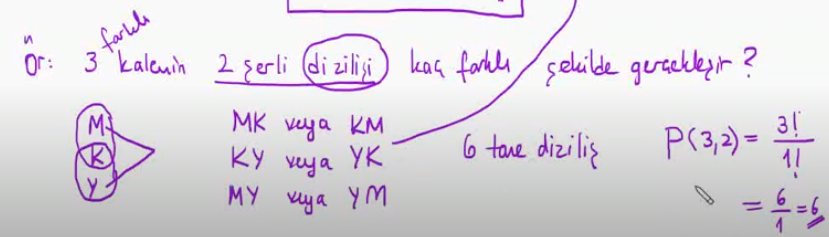 farklı
Ör: 3 kalemin 2 şerli dizilişi kaç farklı şekilde gerçekleşir?
M
K
Y
MK veya KM
KY veya YK
MY veya YM
6 tane diziliş
P(3,2) = 3!/1!
= 6/1 = 6